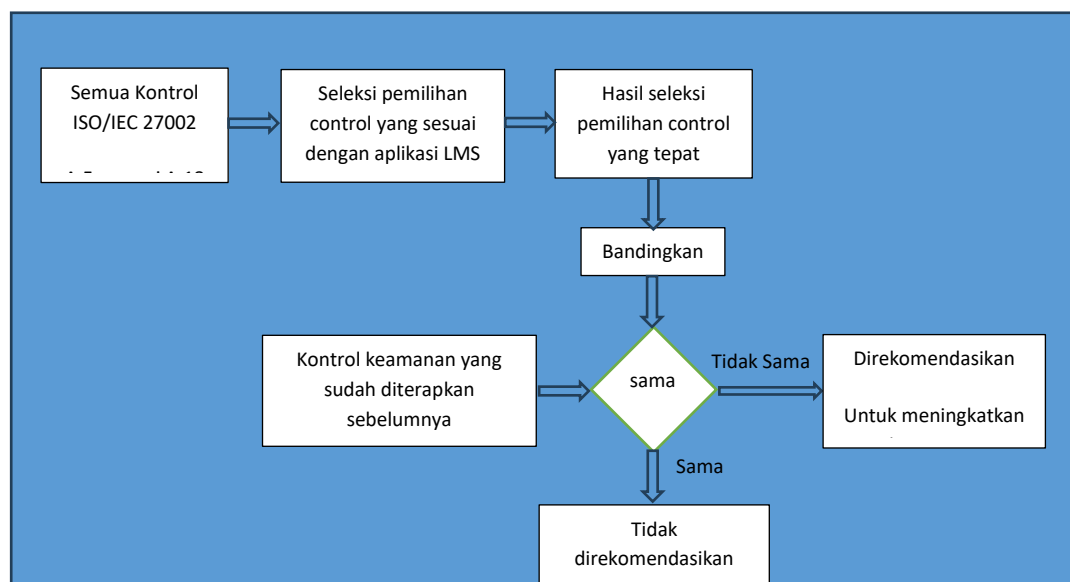 Semua Kontrol
ISO/IEC 27002
Seleksi pemilihan
control yang sesuai
dengan aplikasi LMS
Hasil seleksi
pemilihan control
yang tepat
Bandingkan
Kontrol keamanan yang
sudah diterapkan
sebelumnya
sama
Tidak Sama
Direkomendasikan
Untuk meningkatkan
Sama
Tidak
direkomendasikan